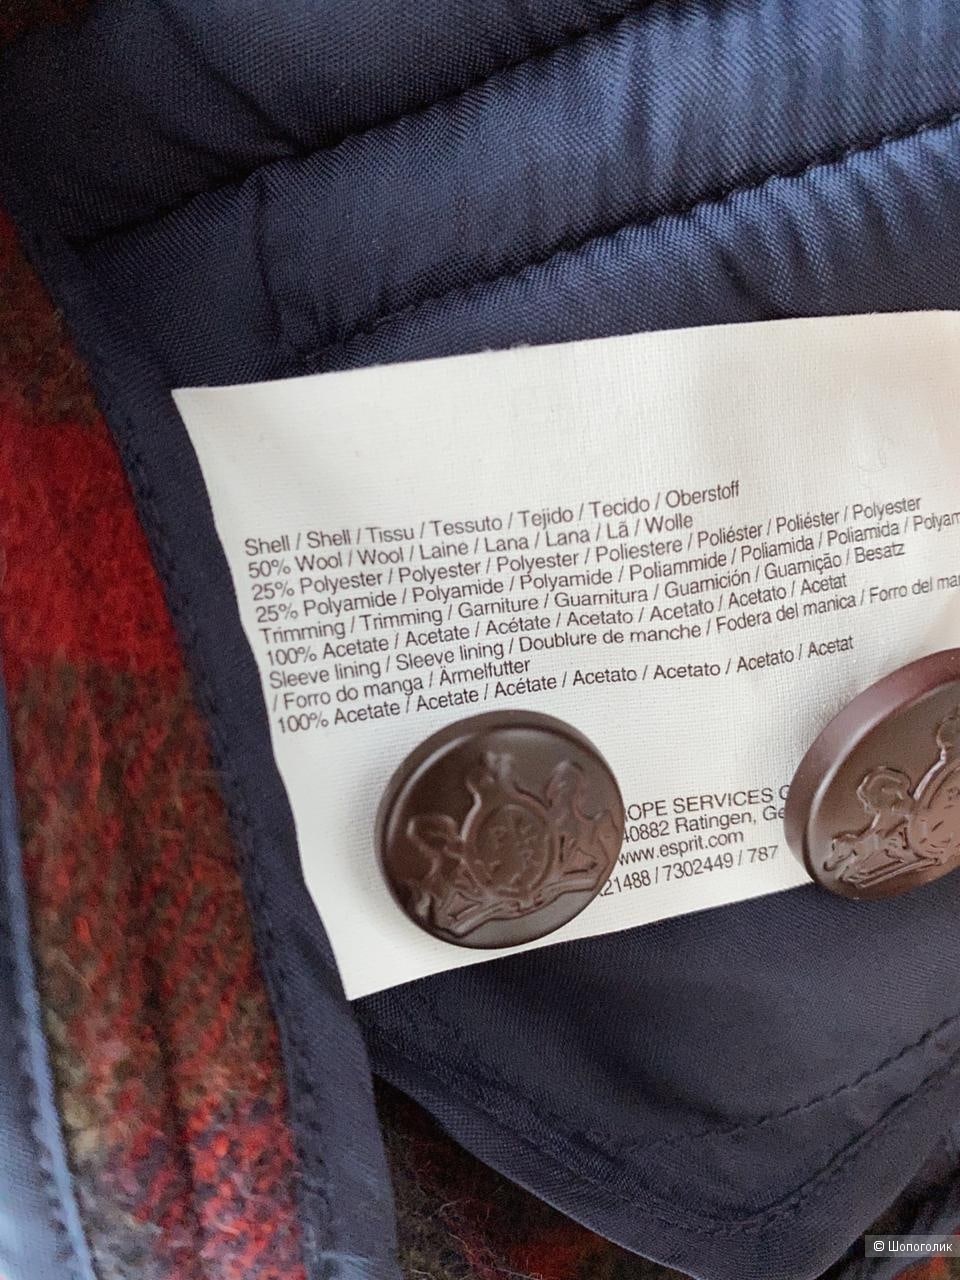 Shell / Shell / Tissu / Tessuto / Tejido / Tecido / Oberstoff
50% Wool / Wool / Laine / Lana / Lana / Lã / Wolle
25% Polyester / Polyester / Polyester / Poliestere / Poliéster / Poliéster / Polyester
25% Polyamide / Polyamide / Polyamide / Poliammide / Poliamida / Poliamida / Polyam
Trimming / Trimming / Garniture / Guarnitura / Guarnición / Guarnição / Besatz
100% Acetate / Acetate / Acétate / Acetato / Acetato / Acetato / Acetat
Sleeve lining / Sleeve lining / Doublure de manche / Fodera del manica / Forro del ma
/ Forro do manga / Ärmelfutter
100% Acetate / Acetate / Acétate / Acetato / Acetato / Acetato / Acetat
OPE SERVICES G
40882 Ratingen, Ge
www.esprit.com
21488 / 7302449 / 787
© Шопоголик